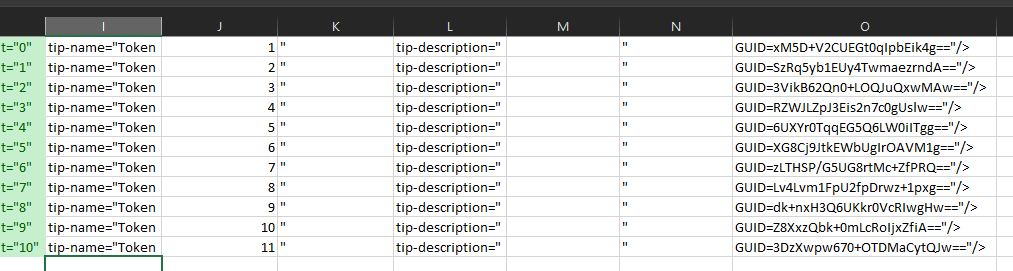 I J K L M N O
t="0" tip-name="Token 1 " tip-description=" " GUID=xM5D+V2CUEGt0qIpbEik4g=="/>
t="1" tip-name="Token 2 " tip-description=" " GUID=SzRq5yb1EUy4TwmaezrndA=="/>
t="2" tip-name="Token 3 " tip-description=" " GUID=3VikB62Qn0+LOQJuQxwMAw=="/>
t="3" tip-name="Token 4 " tip-description=" " GUID=RZWJLZpJ3Eis2n7c0gUsIw=="/>
t="4" tip-name="Token 5 " tip-description=" " GUID=6UXYr0TqqEG5Q6LW0iITgg=="/>
t="5" tip-name="Token 6 " tip-description=" " GUID=XG8Cj9JtkEWbUgIrOAVM1g=="/>
t="6" tip-name="Token 7 " tip-description=" " GUID=zLTHSP/G5UG8rtMc+ZfPRQ=="/>
t="7" tip-name="Token 8 " tip-description=" " GUID=Lv4Lvm1FpU2fpDrwz+1pxg=="/>
t="8" tip-name="Token 9 " tip-description=" " GUID=dk+nxH3Q6UKkr0VcRIwgHw=="/>
t="9" tip-name="Token 10 " tip-description=" " GUID=Z8XxzQbk+0mLcRoIjxZfiA=="/>
t="10" tip-name="Token 11 " tip-description=" " GUID=3DzXwpw670+OTDMaCytQJw=="/>